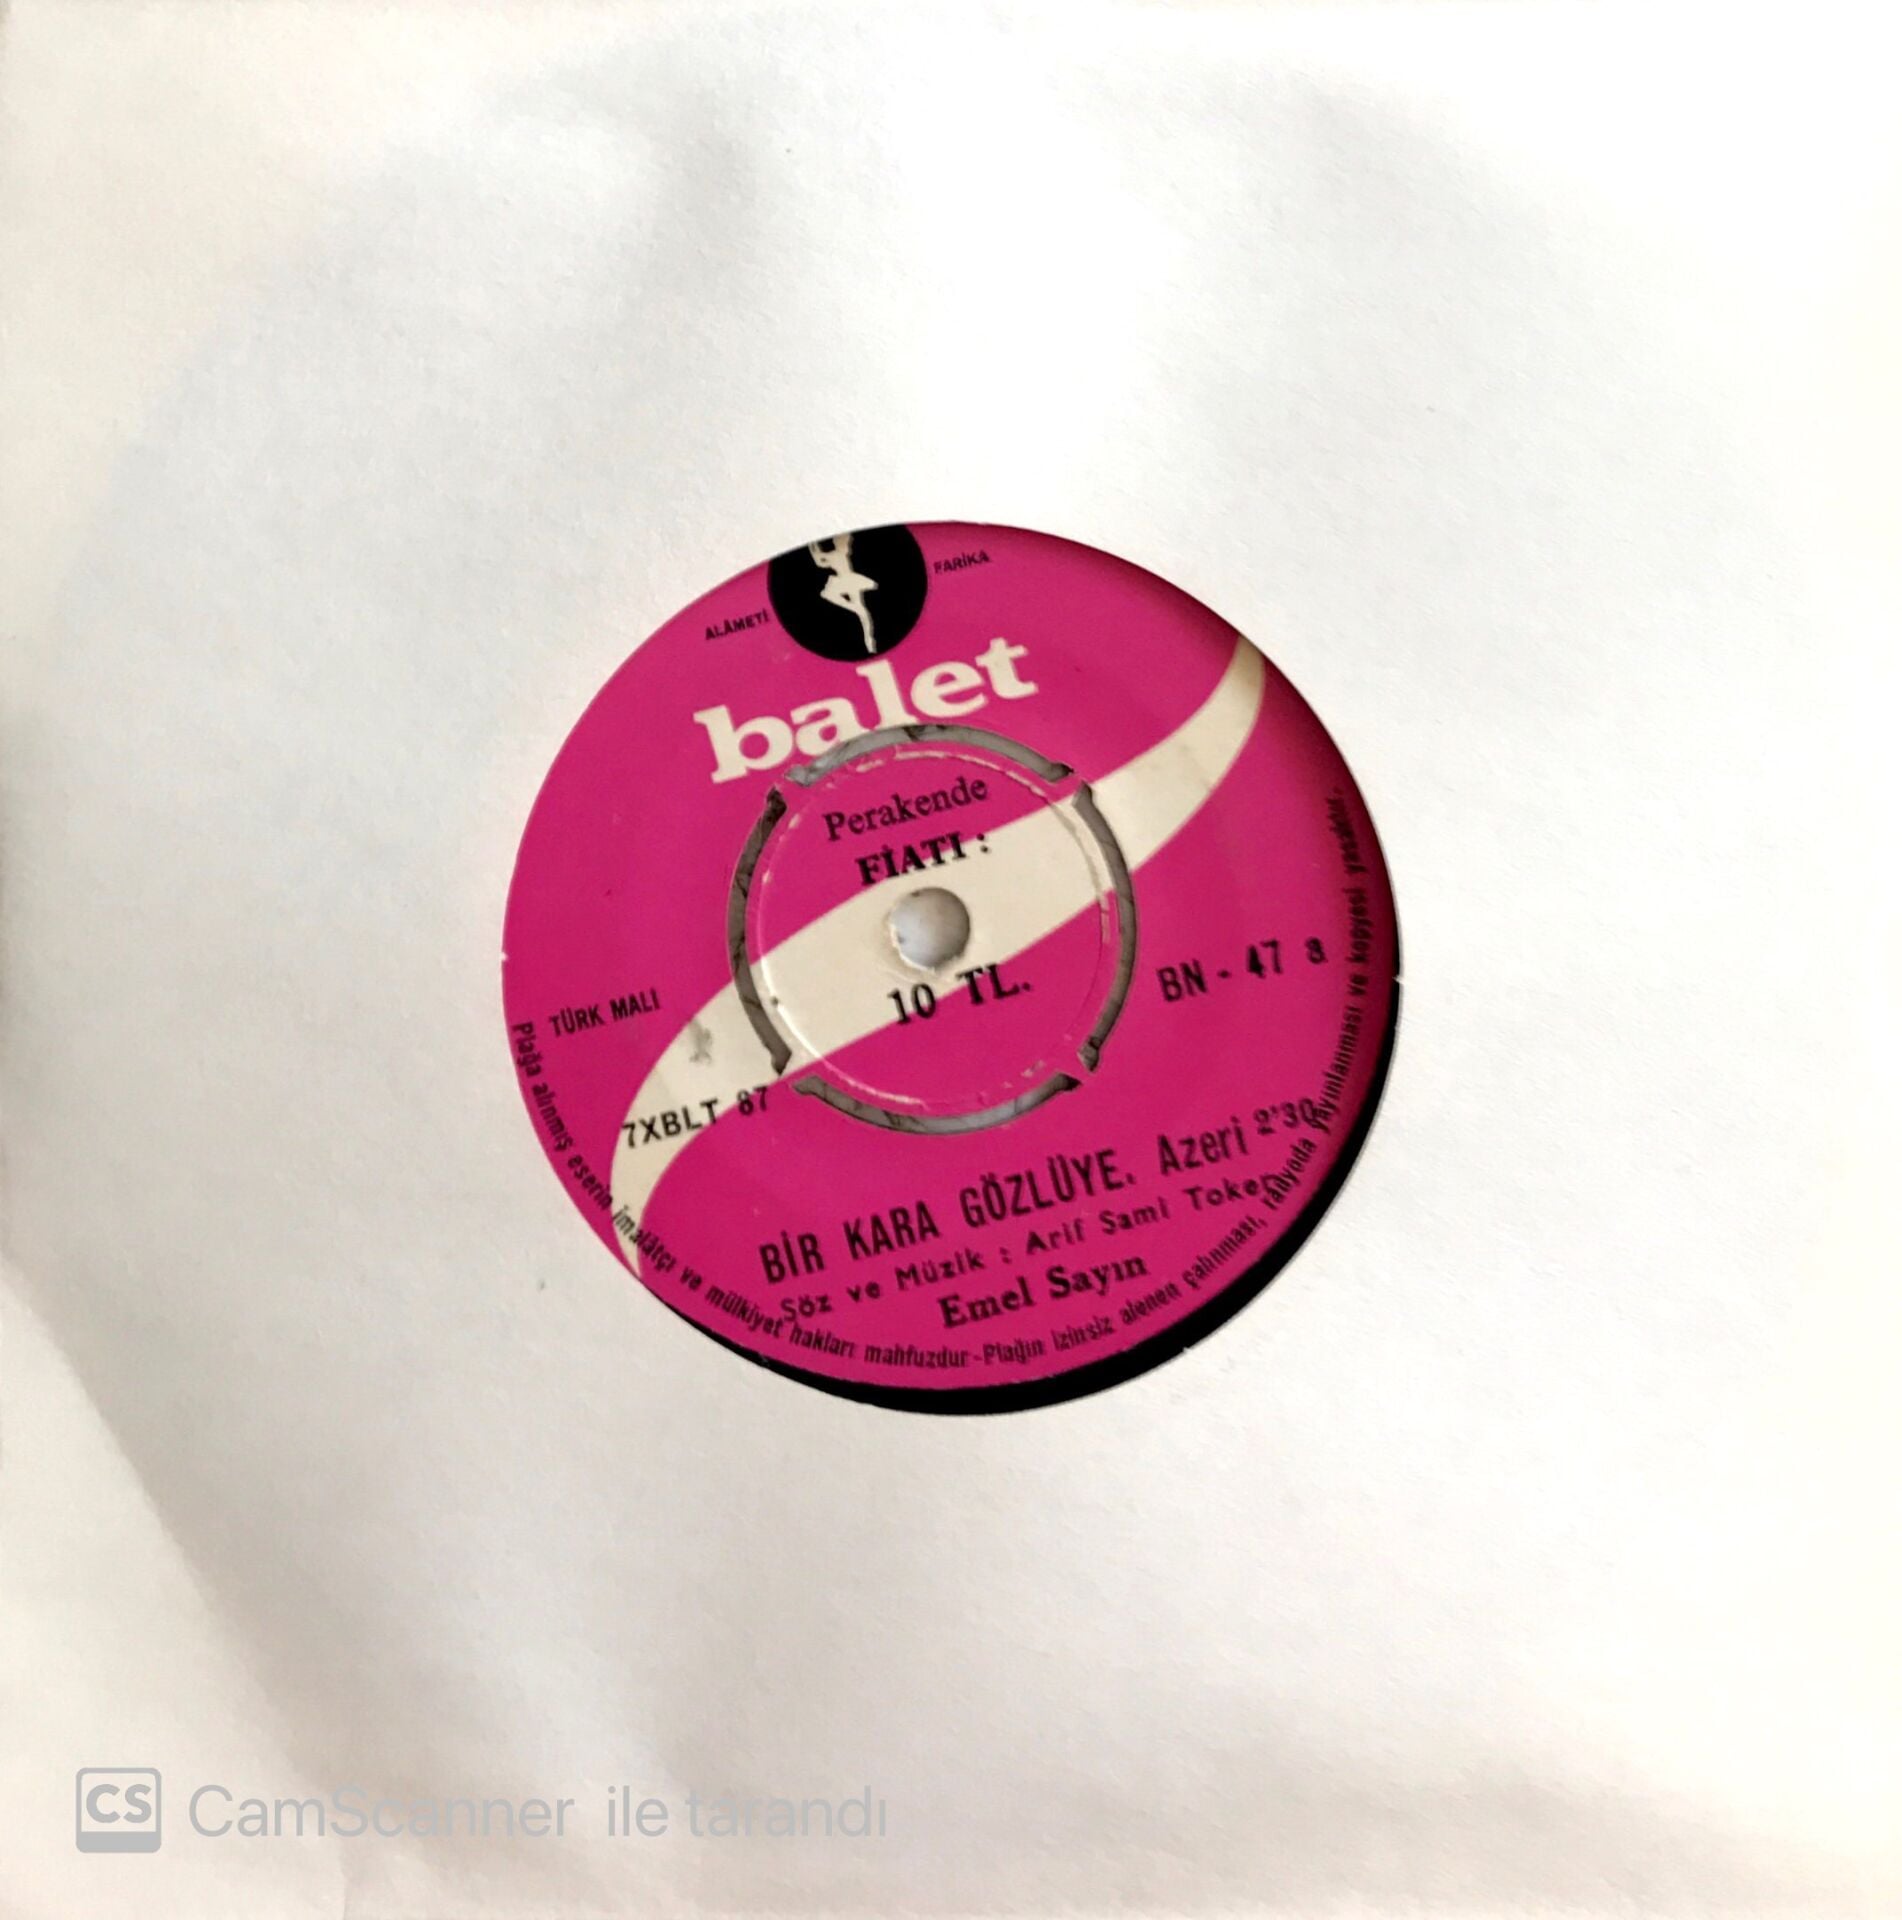 ALÂMETİ FARİKA
balet
Perakende
FİATI :
10 TL.
BN - 47 a
TÜRK MALI
7XBLT 87
BİR KARA GÖZLÜYE. Azeri 2'30
Söz ve Müzik : Arif Sami Toker
Emel Sayın
Plağa alınmış eserin imalâtçı ve mülkiyet hakları mahfuzdur-Plağın izinsiz alenen çalınması, radyoda yayınlanması ve kopyesi yasaktır.
CS CamScanner ile tarandı